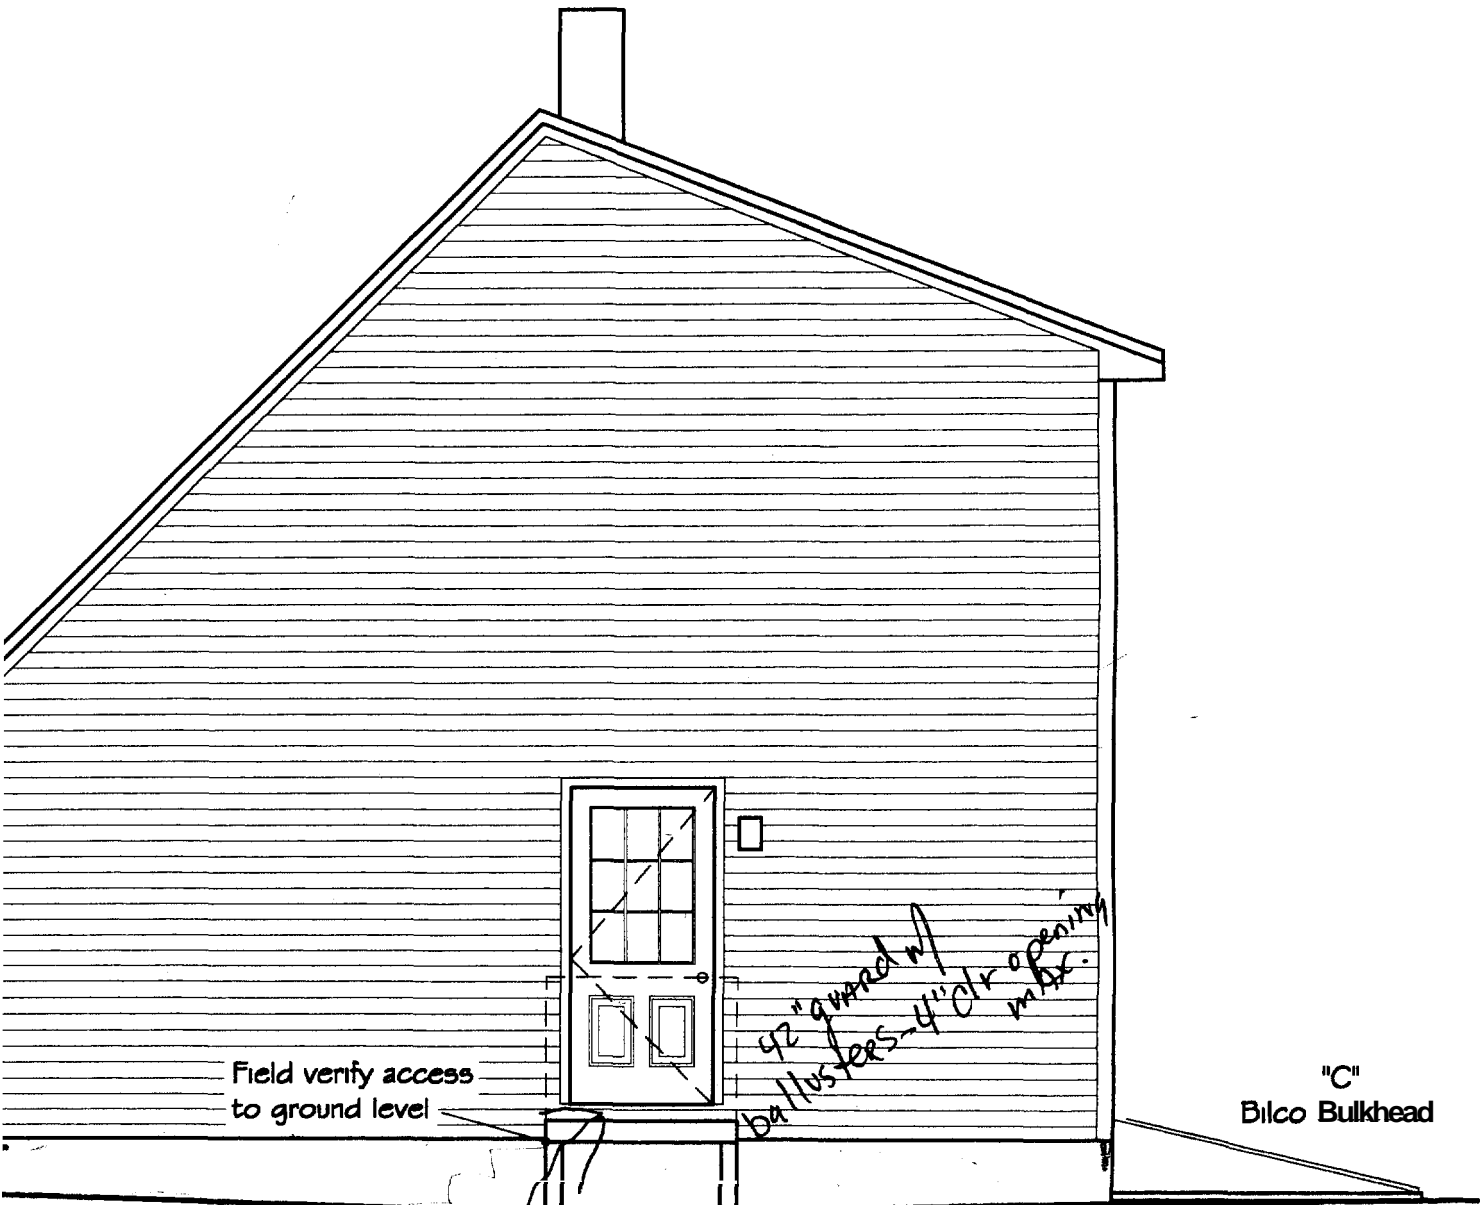 42" guard w/
ballusters-4" clr opening
max.
Field verify access
to ground level
"C"
Bilco Bulkhead